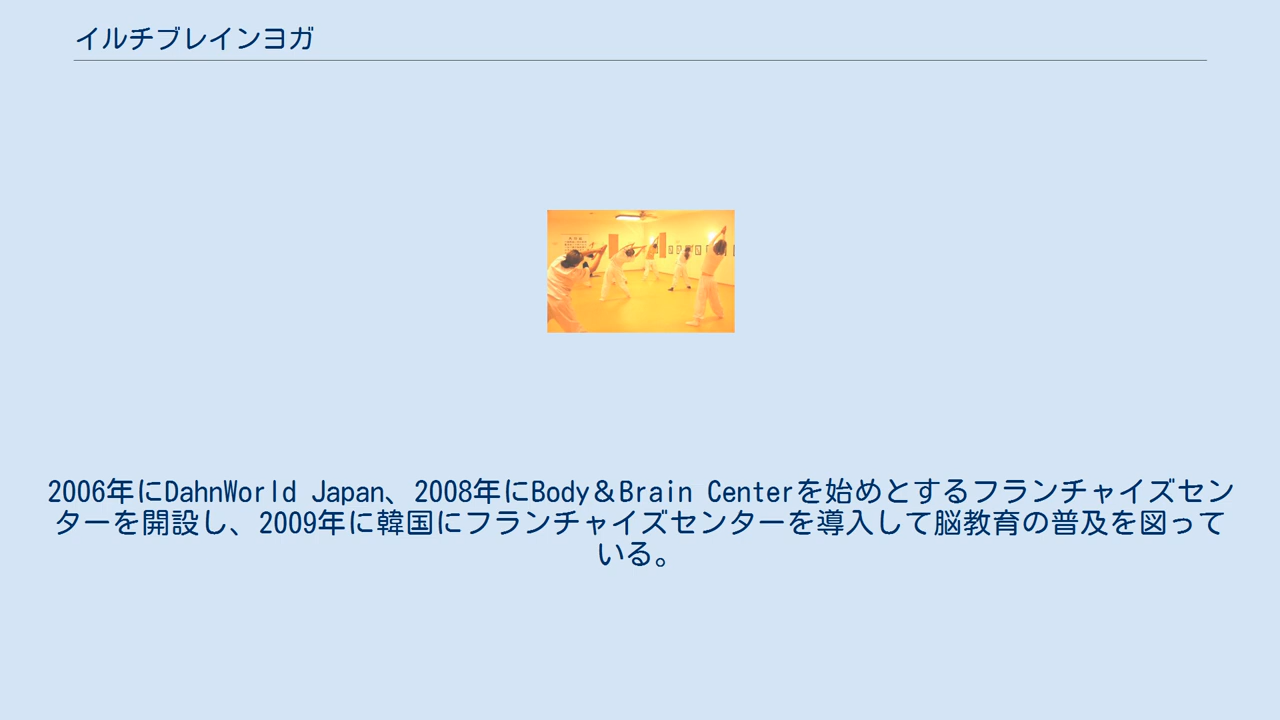 イルチブレインヨガ
2006年にDahnWorld Japan、2008年にBody＆Brain Centerを始めとするフランチャイズセン
ターを開設し、2009年に韓国にフランチャイズセンターを導入して脳教育の普及を図って
いる。